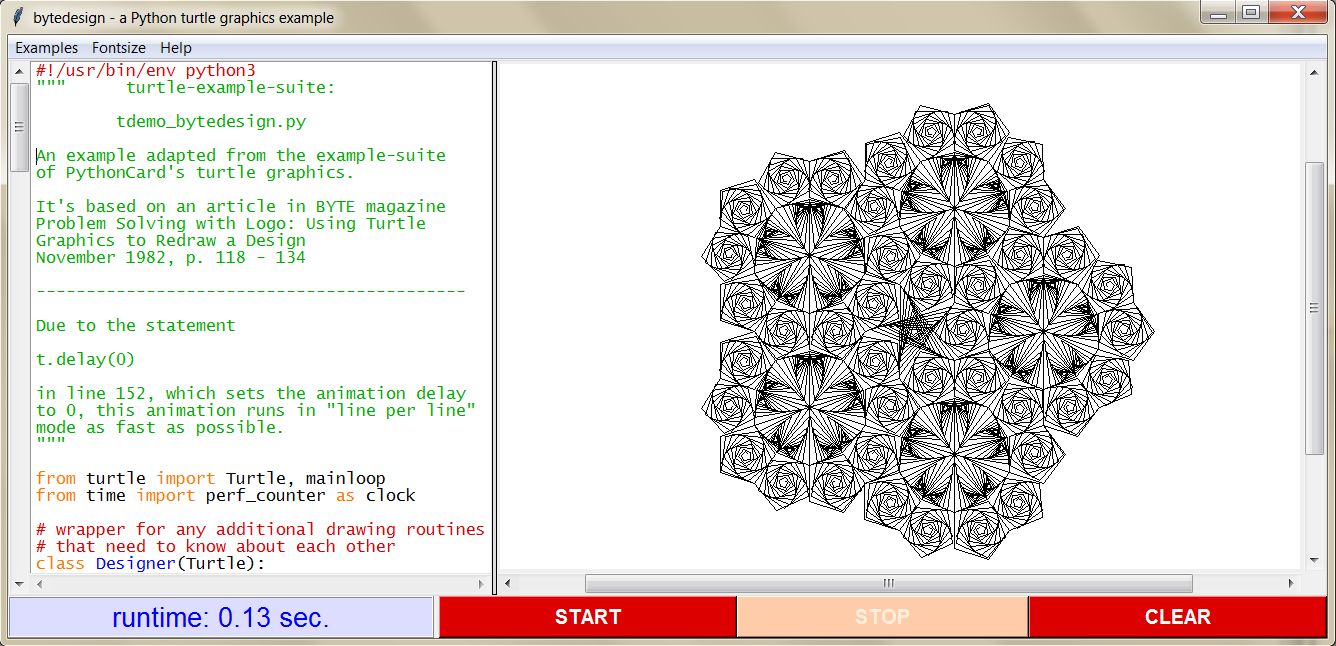 bytedesign - a Python turtle graphics example
Examples Fontsize Help
#!/usr/bin/env python3
"""      turtle-example-suite:
tdemo_bytedesign.py
An example adapted from the example-suite
of PythonCard's turtle graphics.
It's based on an article in BYTE magazine
Problem Solving with Logo: Using Turtle
Graphics to Redraw a Design
November 1982, p. 118 - 134
-------------------------------------------
Due to the statement
t.delay(0)
in line 152, which sets the animation delay
to 0, this animation runs in "line per line"
mode as fast as possible.
"""
from turtle import Turtle, mainloop
from time import perf_counter as clock
# wrapper for any additional drawing routines
# that need to know about each other
class Designer(Turtle):
runtime: 0.13 sec. START STOP CLEAR